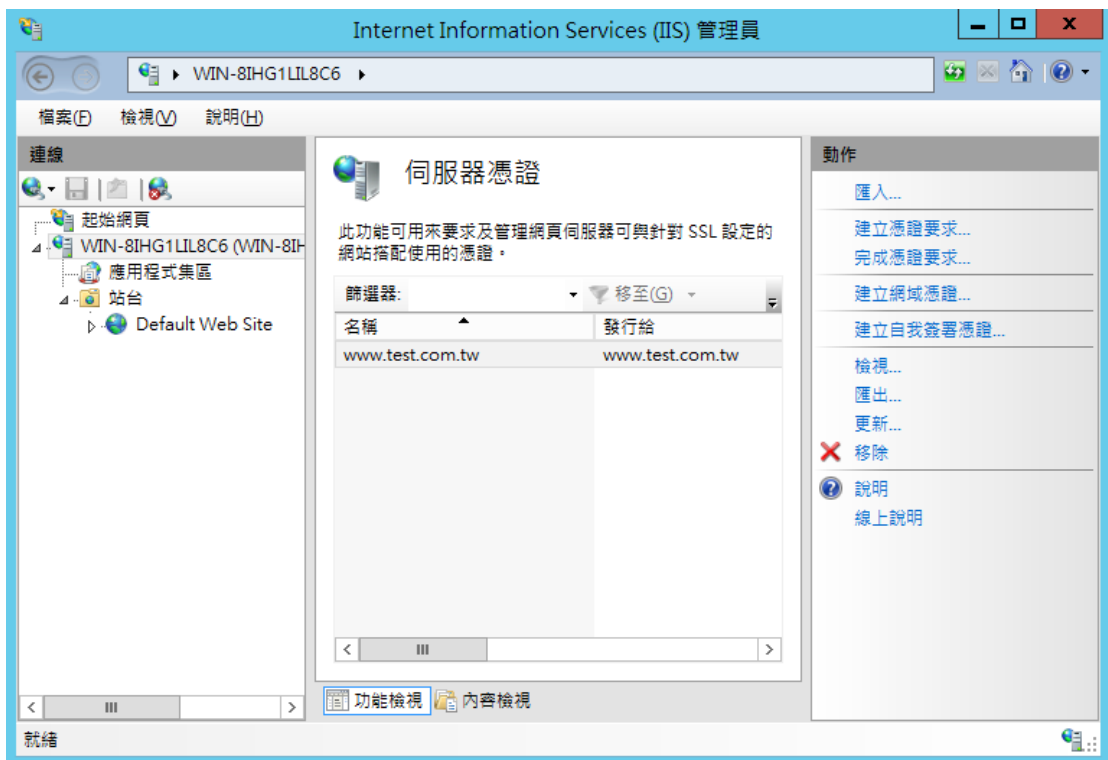 Internet Information Services (IIS) 管理員
WIN-8IHG1LIL8C6
檔案(F) 檢視(V) 說明(H)
連線
起始網頁
WIN-8IHG1LIL8C6 (WIN-8IH
應用程式集區
站台
Default Web Site
伺服器憑證
此功能可用來要求及管理網頁伺服器可與針對 SSL 設定的
網站搭配使用的憑證。
篩選器: 移至(G)
名稱 發行給
www.test.com.tw www.test.com.tw
功能檢視 內容檢視
動作
匯入...
建立憑證要求...
完成憑證要求...
建立網域憑證...
建立自我簽署憑證...
檢視...
匯出...
更新...
移除
說明
線上說明
就緒